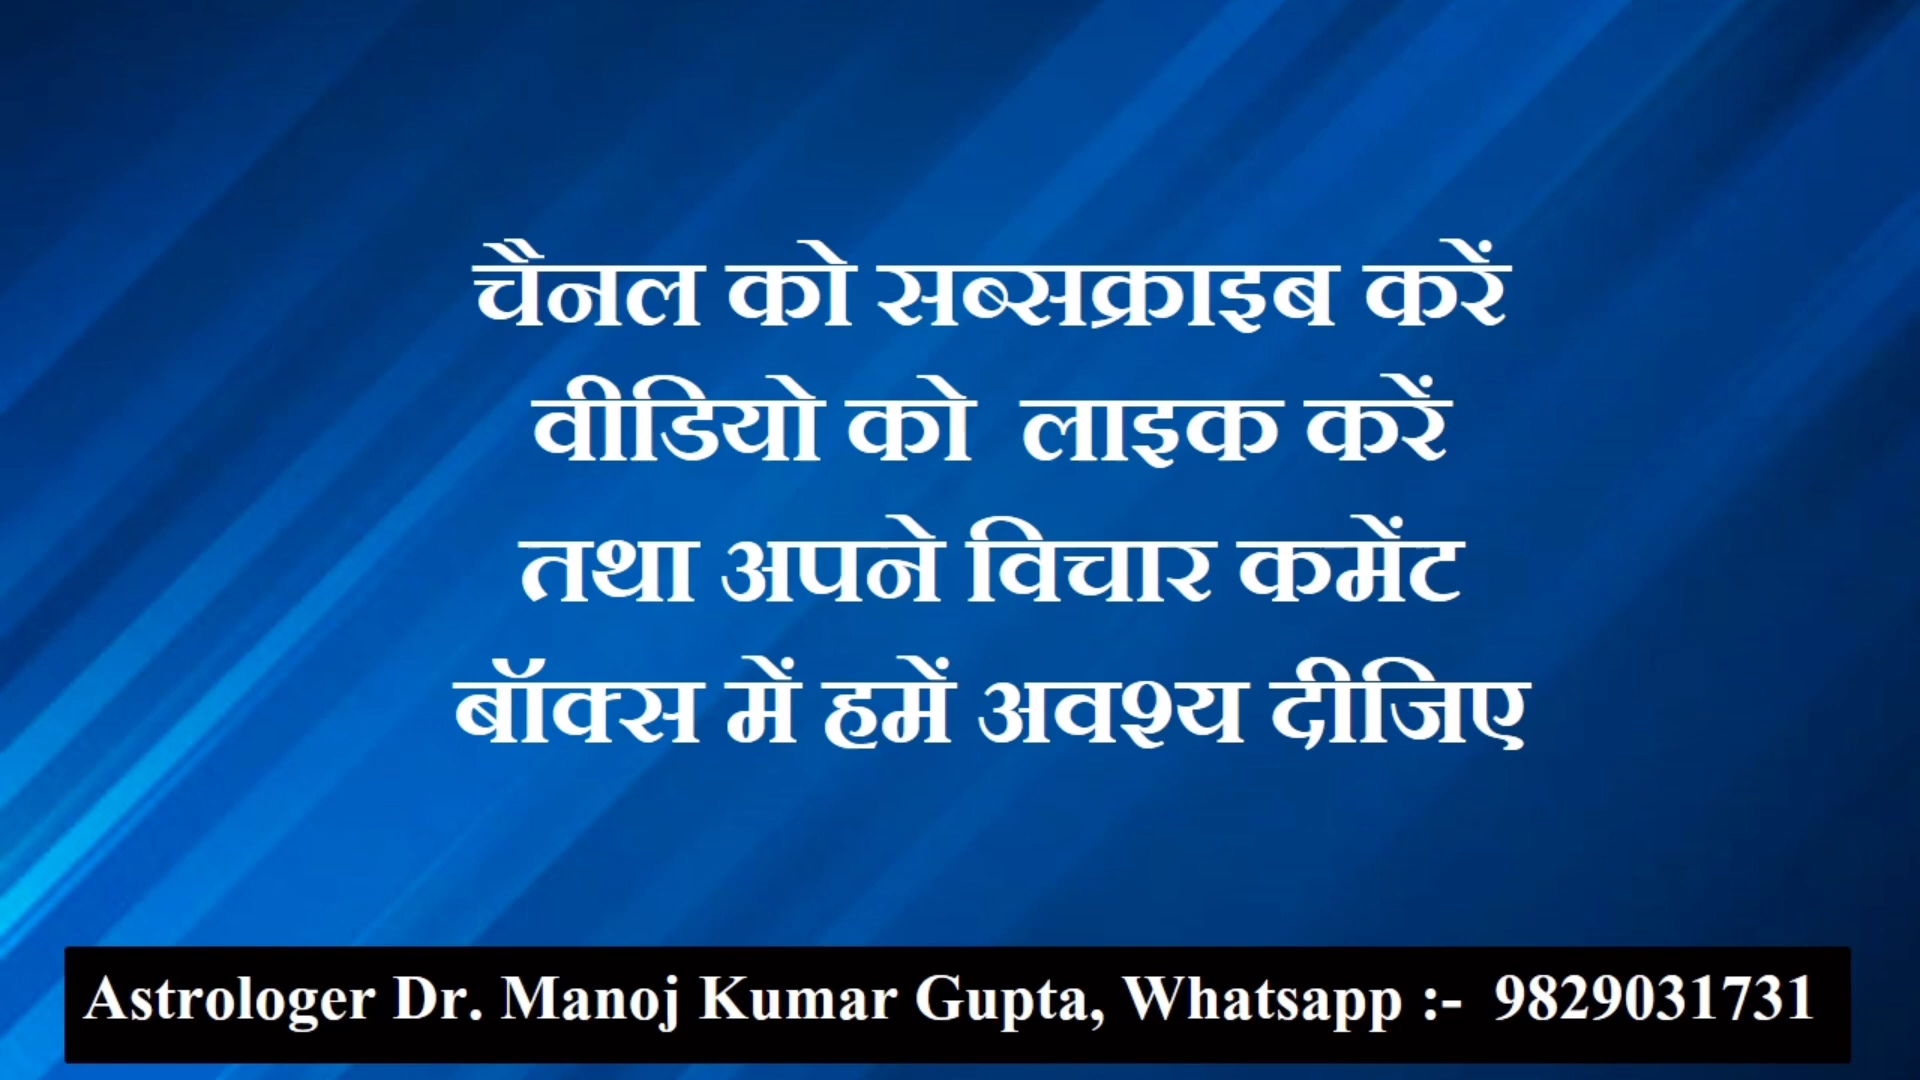 चैनल को सब्सक्राइब करें
वीडियो को लाइक करें
तथा अपने विचार कमेंट
बॉक्स में हमें अवश्य दीजिए
Astrologer Dr. Manoj Kumar Gupta, Whatsapp :- 9829031731